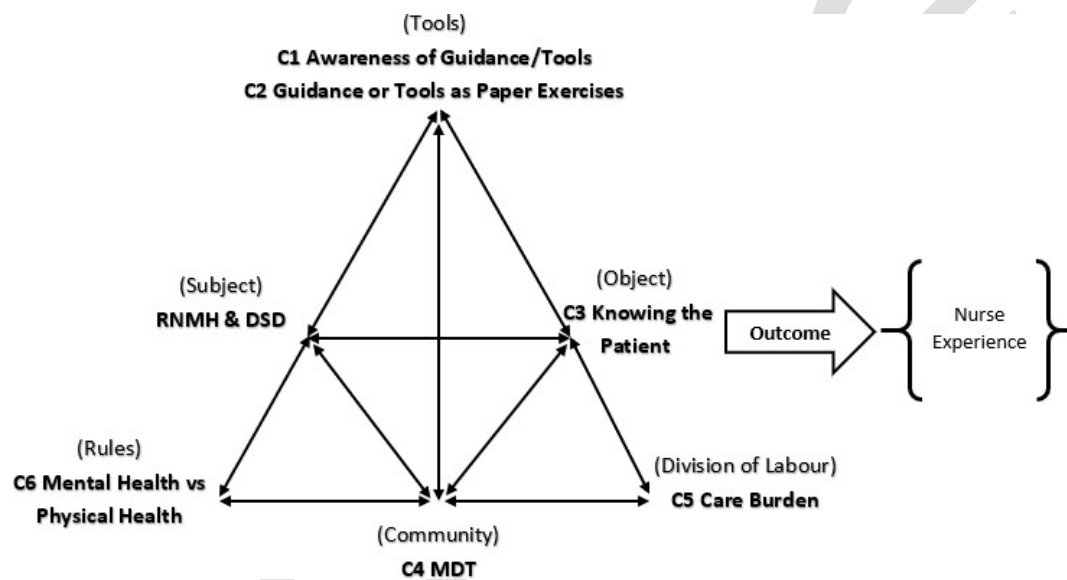 (Tools)
C1 Awareness of Guidance/Tools
C2 Guidance or Tools as Paper Exercises
(Subject)
RNMH & DSD
(Object)
C3 Knowing the
Patient
Outcome
Nurse
Experience
(Rules)
C6 Mental Health vs
Physical Health
(Community)
C4 MDT
(Division of Labour)
C5 Care Burden